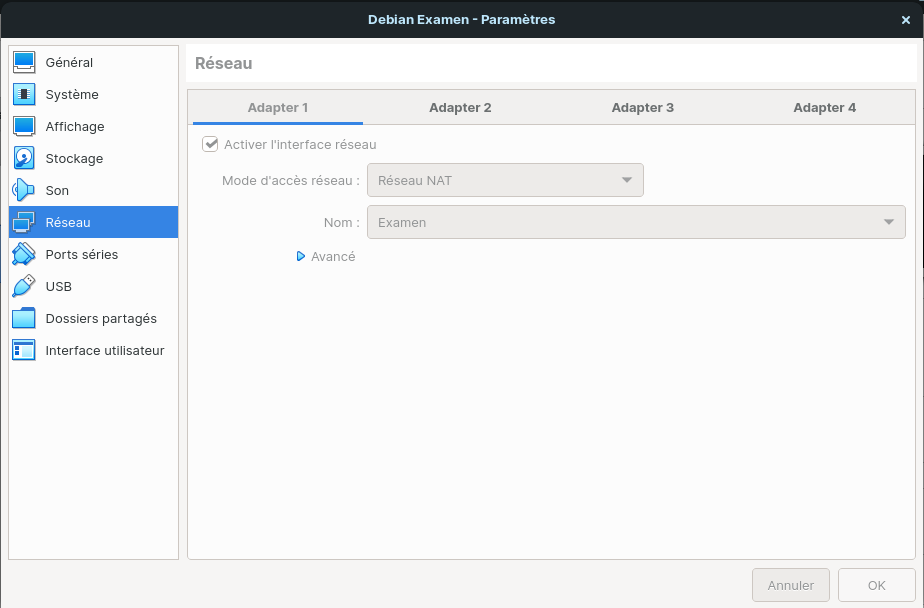 Debian Examen - Paramètres
Général
Système
Affichage
Stockage
Son
Réseau
Ports séries
USB
Dossiers partagés
Interface utilisateur
Réseau
Adapter 1 Adapter 2 Adapter 3 Adapter 4
Activer l'interface réseau
Mode d'accès réseau : Réseau NAT
Nom : Examen
Avancé
Annuler OK